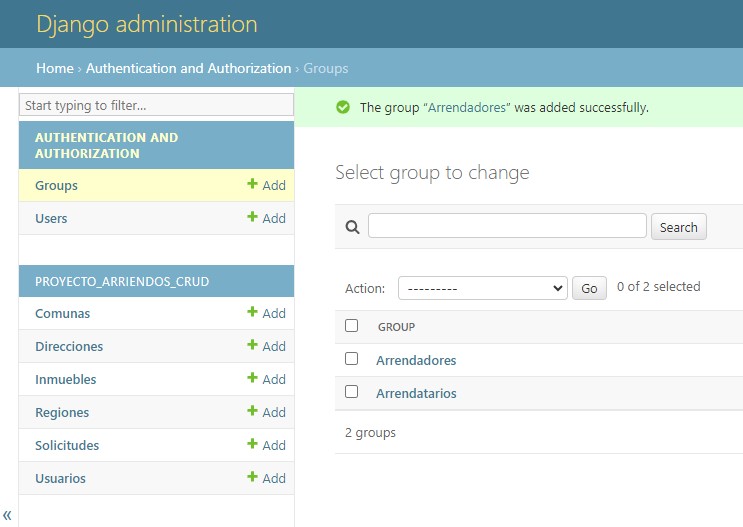 Django administration
Home › Authentication and Authorization › Groups
Start typing to filter...
AUTHENTICATION AND
AUTHORIZATION
Groups + Add
Users + Add
PROYECTO_ARRIENDOS_CRUD
Comunas + Add
Direcciones + Add
Inmuebles + Add
Regiones + Add
Solicitudes + Add
Usuarios + Add
«
The group “Arrendadores” was added successfully.
Select group to change
Search
Action: --------- Go 0 of 2 selected
GROUP
Arrendadores
Arrendatarios
2 groups